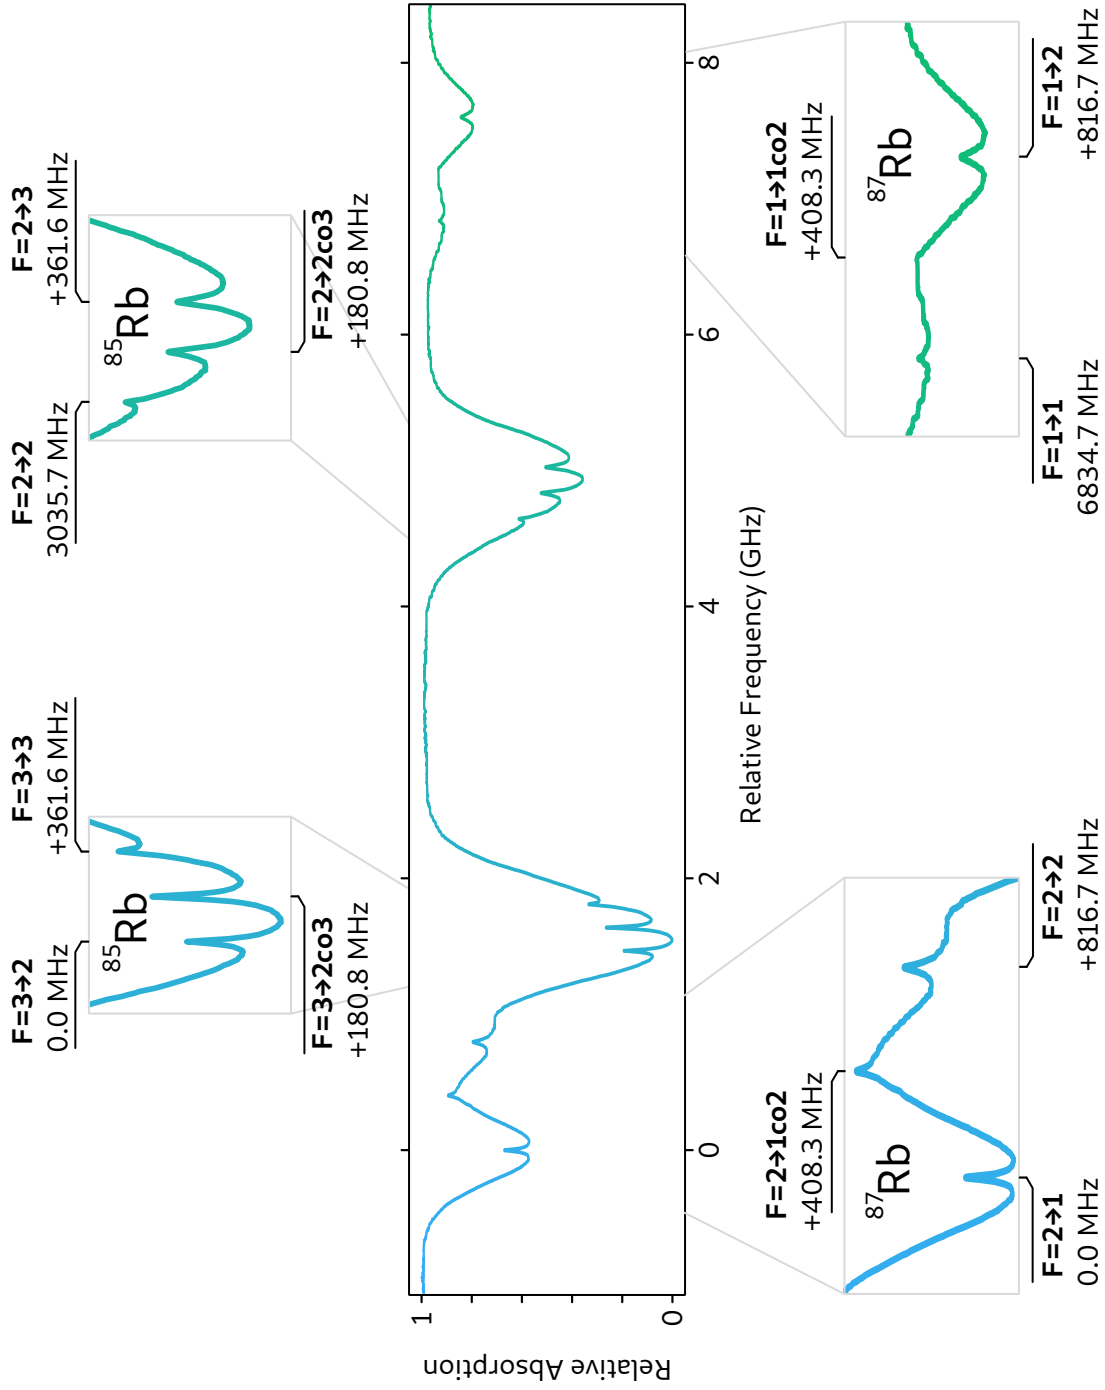 F=3→2
0.0 MHz
F=3→3
+361.6 MHz
⁸⁵Rb
F=3→2co3
+180.8 MHz
F=2→2
3035.7 MHz
F=2→3
+361.6 MHz
⁸⁵Rb
F=2→2co3
+180.8 MHz
Relative Absorption
1
0
0
2
4
6
8
Relative Frequency (GHz)
F=2→1co2
+408.3 MHz
⁸⁷Rb
F=2→1
0.0 MHz
F=2→2
+816.7 MHz
F=1→1co2
+408.3 MHz
⁸⁷Rb
F=1→1
6834.7 MHz
F=1→2
+816.7 MHz